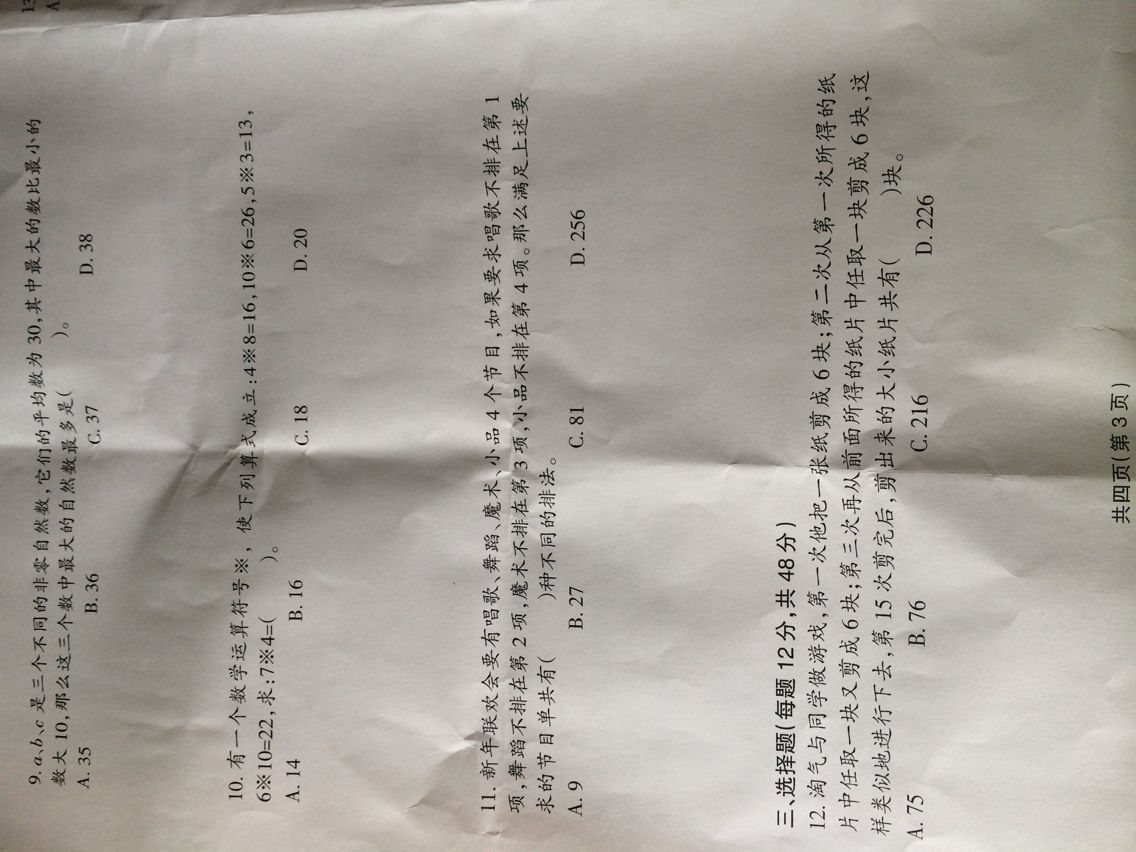 9. a、b、c 是三个不同的非零自然数,它们的平均数为 30,其中最大的数比最小的
数大 10,那么这三个数中最大的自然数最多是( )。
A. 35 B. 36 C. 37 D. 38
10. 有一个数学运算符号※, 使下列算式成立:4※8=16,10※6=26,5※3=13,
6※10=22,求:7※4=( )。
A. 14 B. 16 C. 18 D. 20
11. 新年联欢会要有唱歌、舞蹈、魔术、小品 4 个节目,如果要求唱歌不排在第 1
项,舞蹈不排在第 2 项,魔术不排在第 3 项,小品不排在第 4 项。那么满足上述要
求的节目单共有( )种不同的排法。
A. 9 B. 27 C. 81 D. 256
三、选择题(每题 12 分,共 48 分)
12. 淘气与同学做游戏,第一次他把一张纸剪成 6 块;第二次从第一次所得的纸
片中任取一块又剪成 6 块;第三次再从前面所得的纸片中任取一块剪成 6 块,这
样类似地进行下去,第 15 次剪完后,剪出来的大小纸片共有( )块。
A. 75 B. 76 C. 216 D. 226
共四页(第 3 页)
13
A.